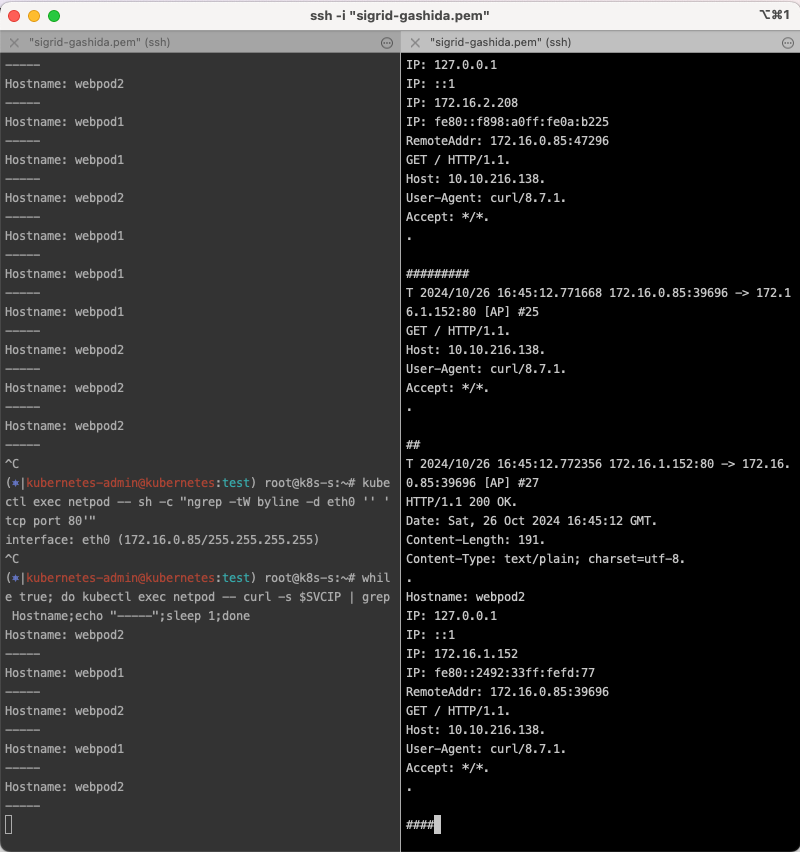 ssh -i "sigrid-gashida.pem"
⌥⌘1
"sigrid-gashida.pem" (ssh)
-----
Hostname: webpod2
-----
Hostname: webpod1
-----
Hostname: webpod1
-----
Hostname: webpod2
-----
Hostname: webpod1
-----
Hostname: webpod1
-----
Hostname: webpod1
-----
Hostname: webpod2
-----
Hostname: webpod2
-----
Hostname: webpod2
-----
^C
(*|kubernetes-admin@kubernetes:test) root@k8s-s:~# kube
ctl exec netpod -- sh -c "ngrep -tW byline -d eth0 '' '
tcp port 80'"
interface: eth0 (172.16.0.85/255.255.255.255)
^C
(*|kubernetes-admin@kubernetes:test) root@k8s-s:~# whil
e true; do kubectl exec netpod -- curl -s $SVCIP | grep
 Hostname;echo "-----";sleep 1;done
Hostname: webpod2
-----
Hostname: webpod1
-----
Hostname: webpod2
-----
Hostname: webpod1
-----
Hostname: webpod2
-----
"sigrid-gashida.pem" (ssh)
IP: 127.0.0.1
IP: ::1
IP: 172.16.2.208
IP: fe80::f898:a0ff:fe0a:b225
RemoteAddr: 172.16.0.85:47296
GET / HTTP/1.1.
Host: 10.10.216.138.
User-Agent: curl/8.7.1.
Accept: */*.
.
#########
T 2024/10/26 16:45:12.771668 172.16.0.85:39696 -> 172.1
6.1.152:80 [AP] #25
GET / HTTP/1.1.
Host: 10.10.216.138.
User-Agent: curl/8.7.1.
Accept: */*.
.
##
T 2024/10/26 16:45:12.772356 172.16.1.152:80 -> 172.16.
0.85:39696 [AP] #27
HTTP/1.1 200 OK.
Date: Sat, 26 Oct 2024 16:45:12 GMT.
Content-Length: 191.
Content-Type: text/plain; charset=utf-8.
.
Hostname: webpod2
IP: 127.0.0.1
IP: ::1
IP: 172.16.1.152
IP: fe80::2492:33ff:fefd:77
RemoteAddr: 172.16.0.85:39696
GET / HTTP/1.1.
Host: 10.10.216.138.
User-Agent: curl/8.7.1.
Accept: */*.
.
####